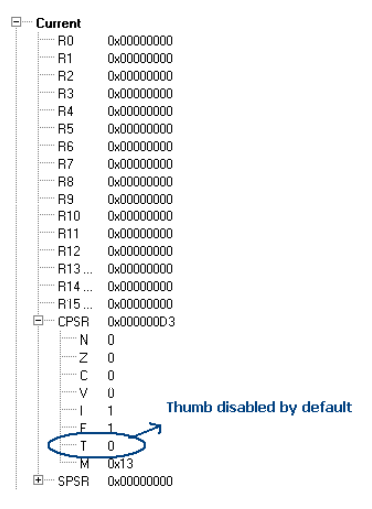 Current
R0 0x00000000
R1 0x00000000
R2 0x00000000
R3 0x00000000
R4 0x00000000
R5 0x00000000
R6 0x00000000
R7 0x00000000
R8 0x00000000
R9 0x00000000
R10 0x00000000
R11 0x00000000
R12 0x00000000
R13 ... 0x00000000
R14 ... 0x00000000
R15 ... 0x00000000
CPSR 0x000000D3
N 0
Z 0
C 0
V 0
I 1
Thumb disabled by default
F 1
T 0
M 0x13
SPSR 0x00000000